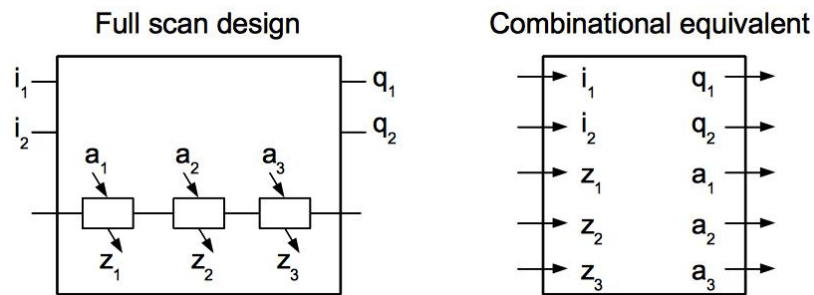 Full scan design
Combinational equivalent
i₁
q₁
i₂
q₂
a₁ a₂ a₃
z₁ z₂ z₃
i₁ q₁
i₂ q₂
z₁ a₁
z₂ a₂
z₃ a₃